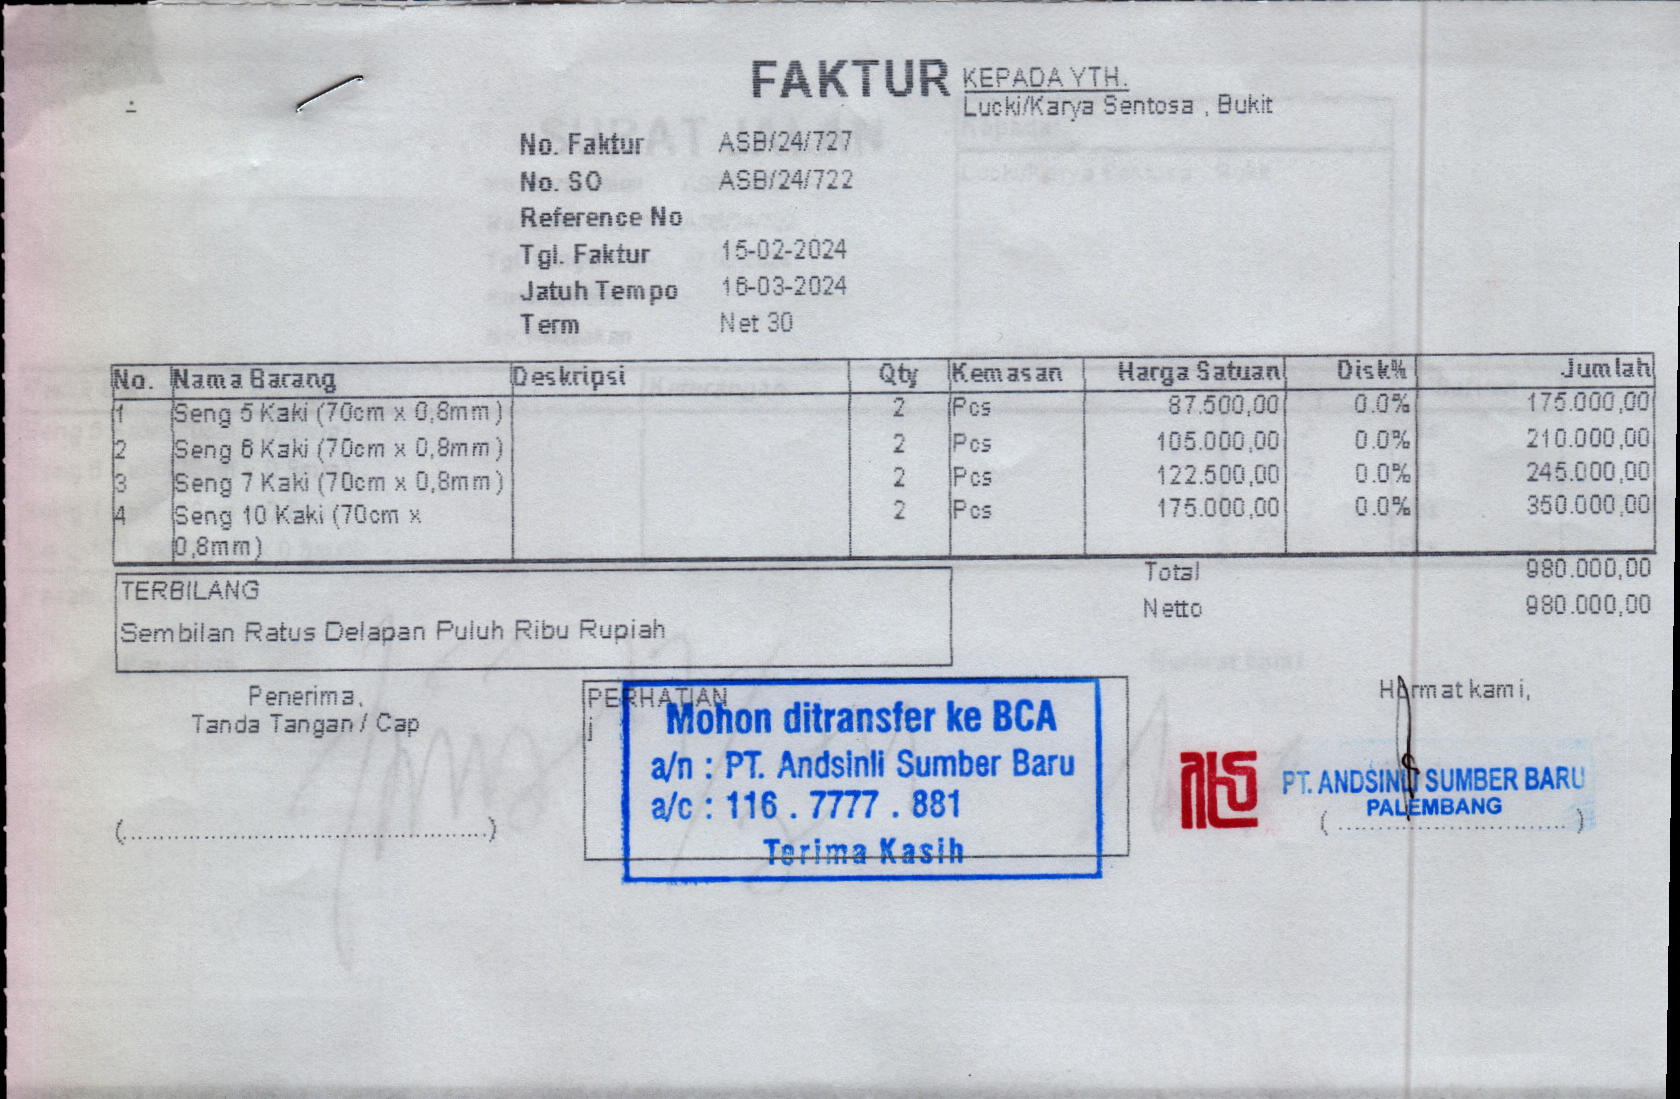 FAKTUR
KEPADA YTH.
Lucki/Karya Sentosa , Bukit
No. Faktur ASB/24/727
No. SO ASB/24/722
Reference No
Tgl. Faktur 15-02-2024
Jatuh Tempo 16-03-2024
Term Net 30
No. Nama Barang Deskripsi Qty Kemasan Harga Satuan Disk% Jumlah
1 Seng 5 Kaki (70cm x 0,8mm) 2 Pcs 87.500,00 0.0% 175.000,00
2 Seng 6 Kaki (70cm x 0,8mm) 2 Pcs 105.000,00 0.0% 210.000,00
3 Seng 7 Kaki (70cm x 0,8mm) 2 Pcs 122.500,00 0.0% 245.000,00
4 Seng 10 Kaki (70cm x 2 Pcs 175.000,00 0.0% 350.000,00
0,8mm)
Total 980.000,00
Netto 980.000,00
TERBILANG
Sembilan Ratus Delapan Puluh Ribu Rupiah
Penerima,
Tanda Tangan / Cap
(................................................)
PERHATIAN
j
Mohon ditransfer ke BCA
a/n : PT. Andsinli Sumber Baru
a/c : 116 . 7777 . 881
Terima Kasih
Hormat kami,
PT. ANDSINLI SUMBER BARU
PALEMBANG
( ............................. )